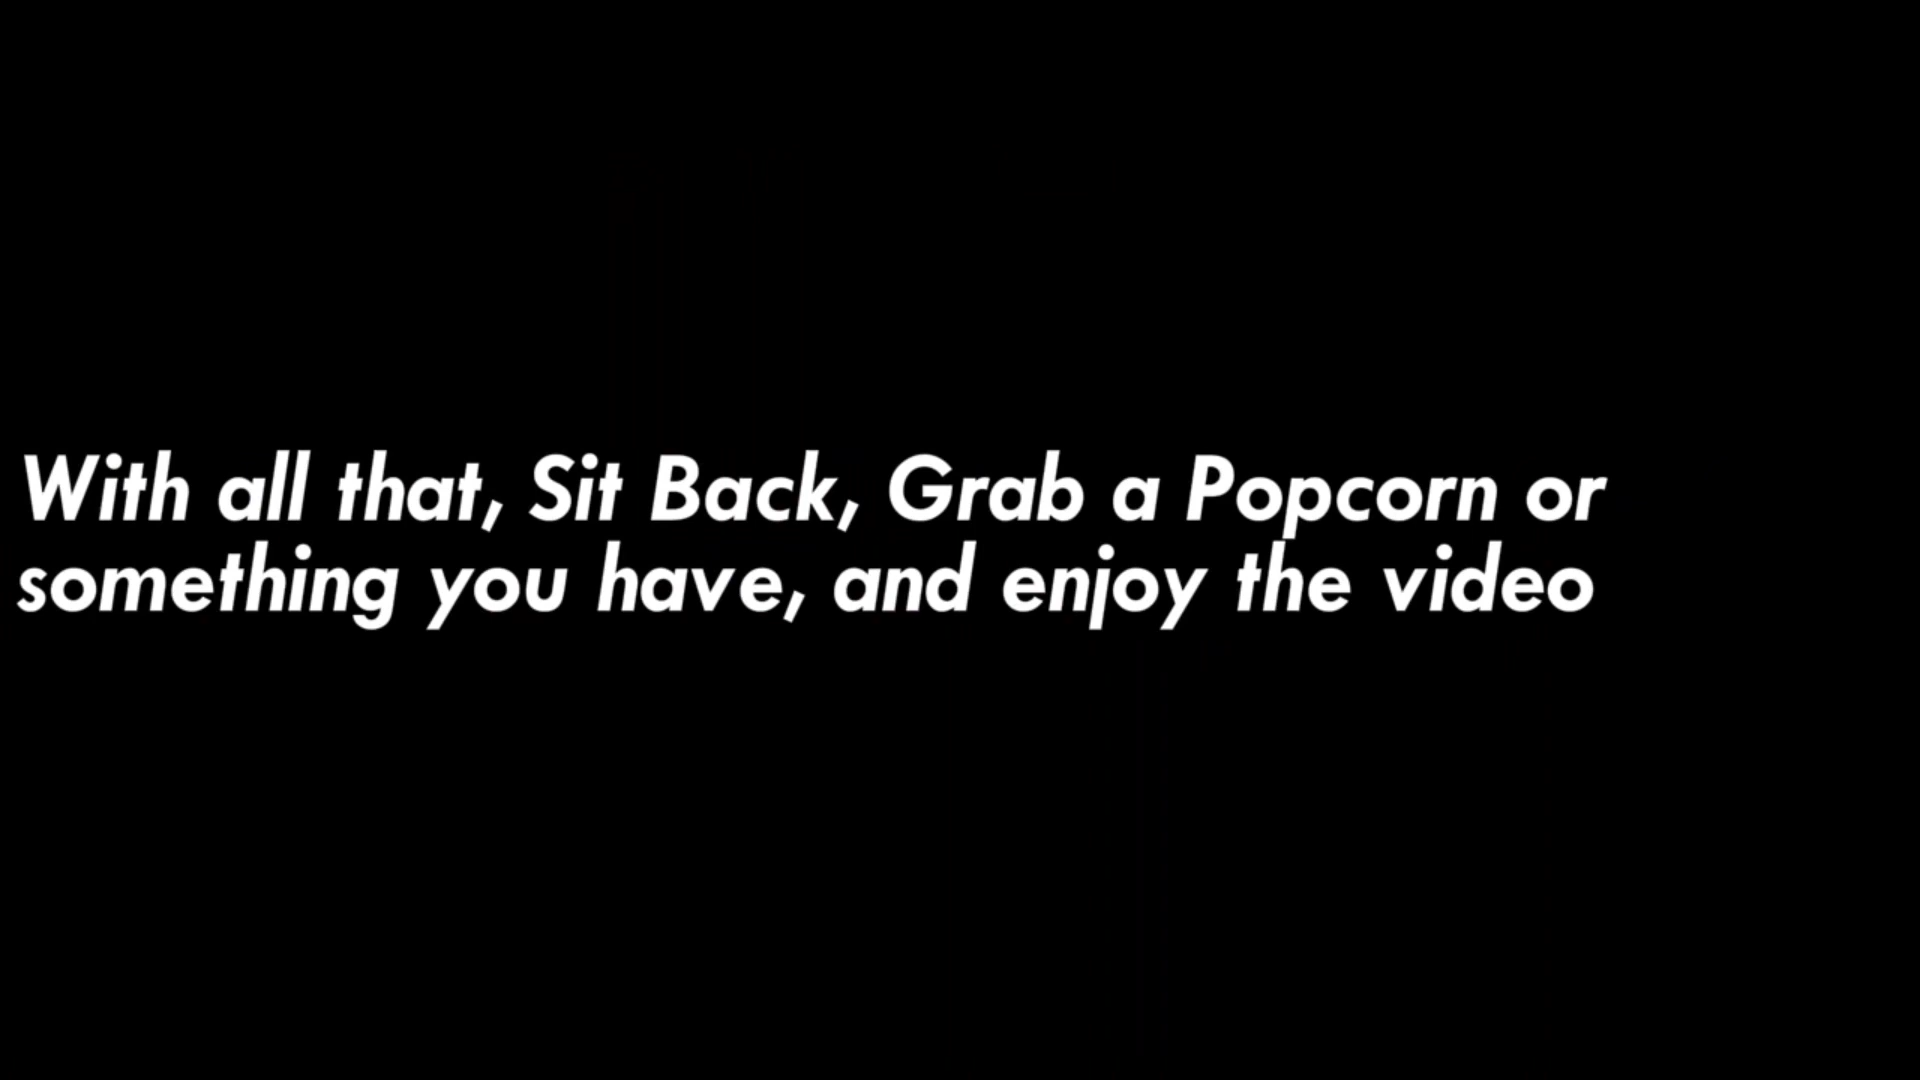 With all that, Sit Back, Grab a Popcorn or
something you have, and enjoy the video